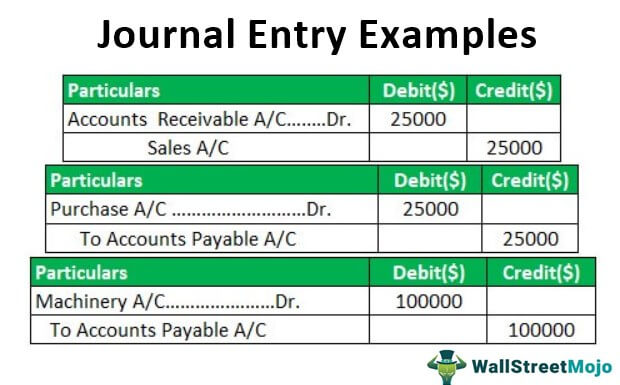 Journal Entry Examples
Particulars Debit($) Credit($)
Accounts Receivable A/C........Dr. 25000
Sales A/C 25000
Particulars Debit($) Credit($)
Purchase A/C ............................Dr. 25000
To Accounts Payable A/C 25000
Particulars Debit($) Credit($)
Machinery A/C.......................Dr. 100000
To Accounts Payable A/C 100000
WallStreetMojo